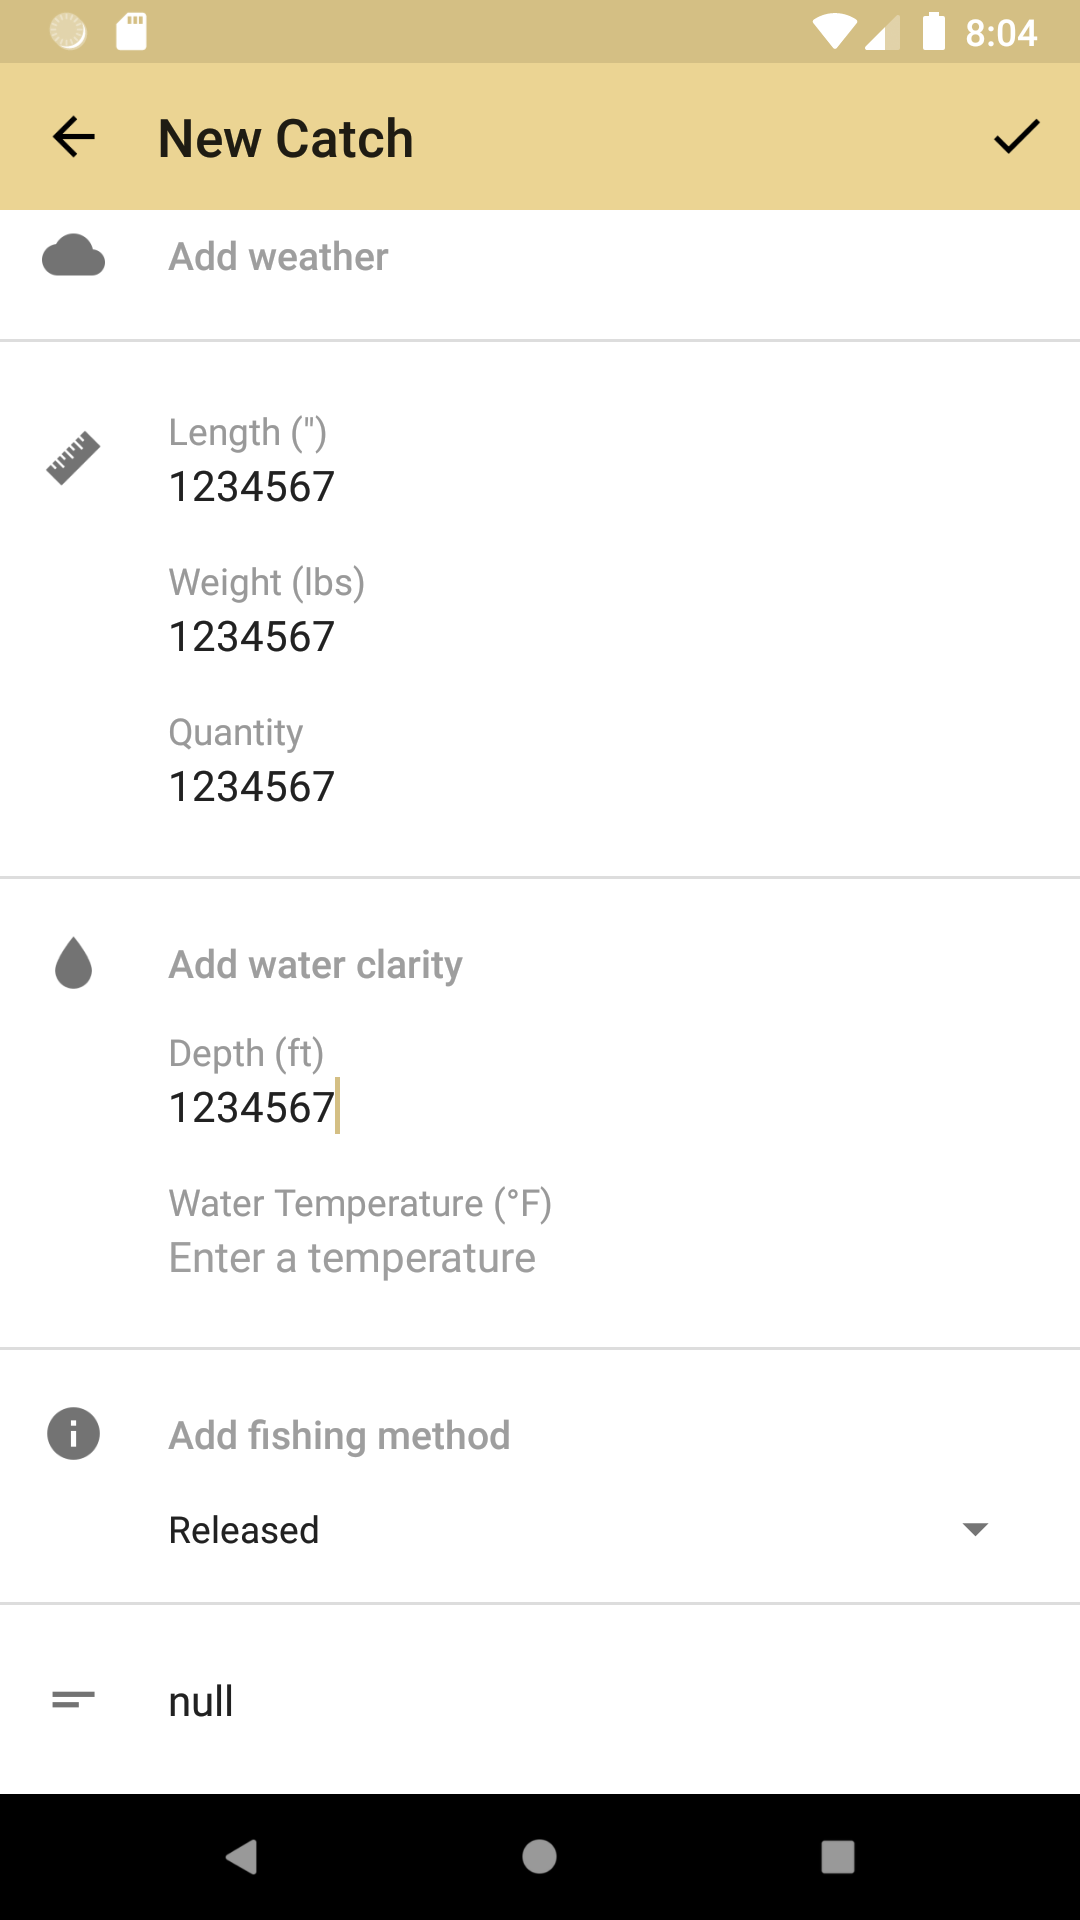 8:04
New Catch
Add weather
Length (")
1234567
Weight (lbs)
1234567
Quantity
1234567
Add water clarity
Depth (ft)
1234567
Water Temperature (°F)
Enter a temperature
Add fishing method
Released
null